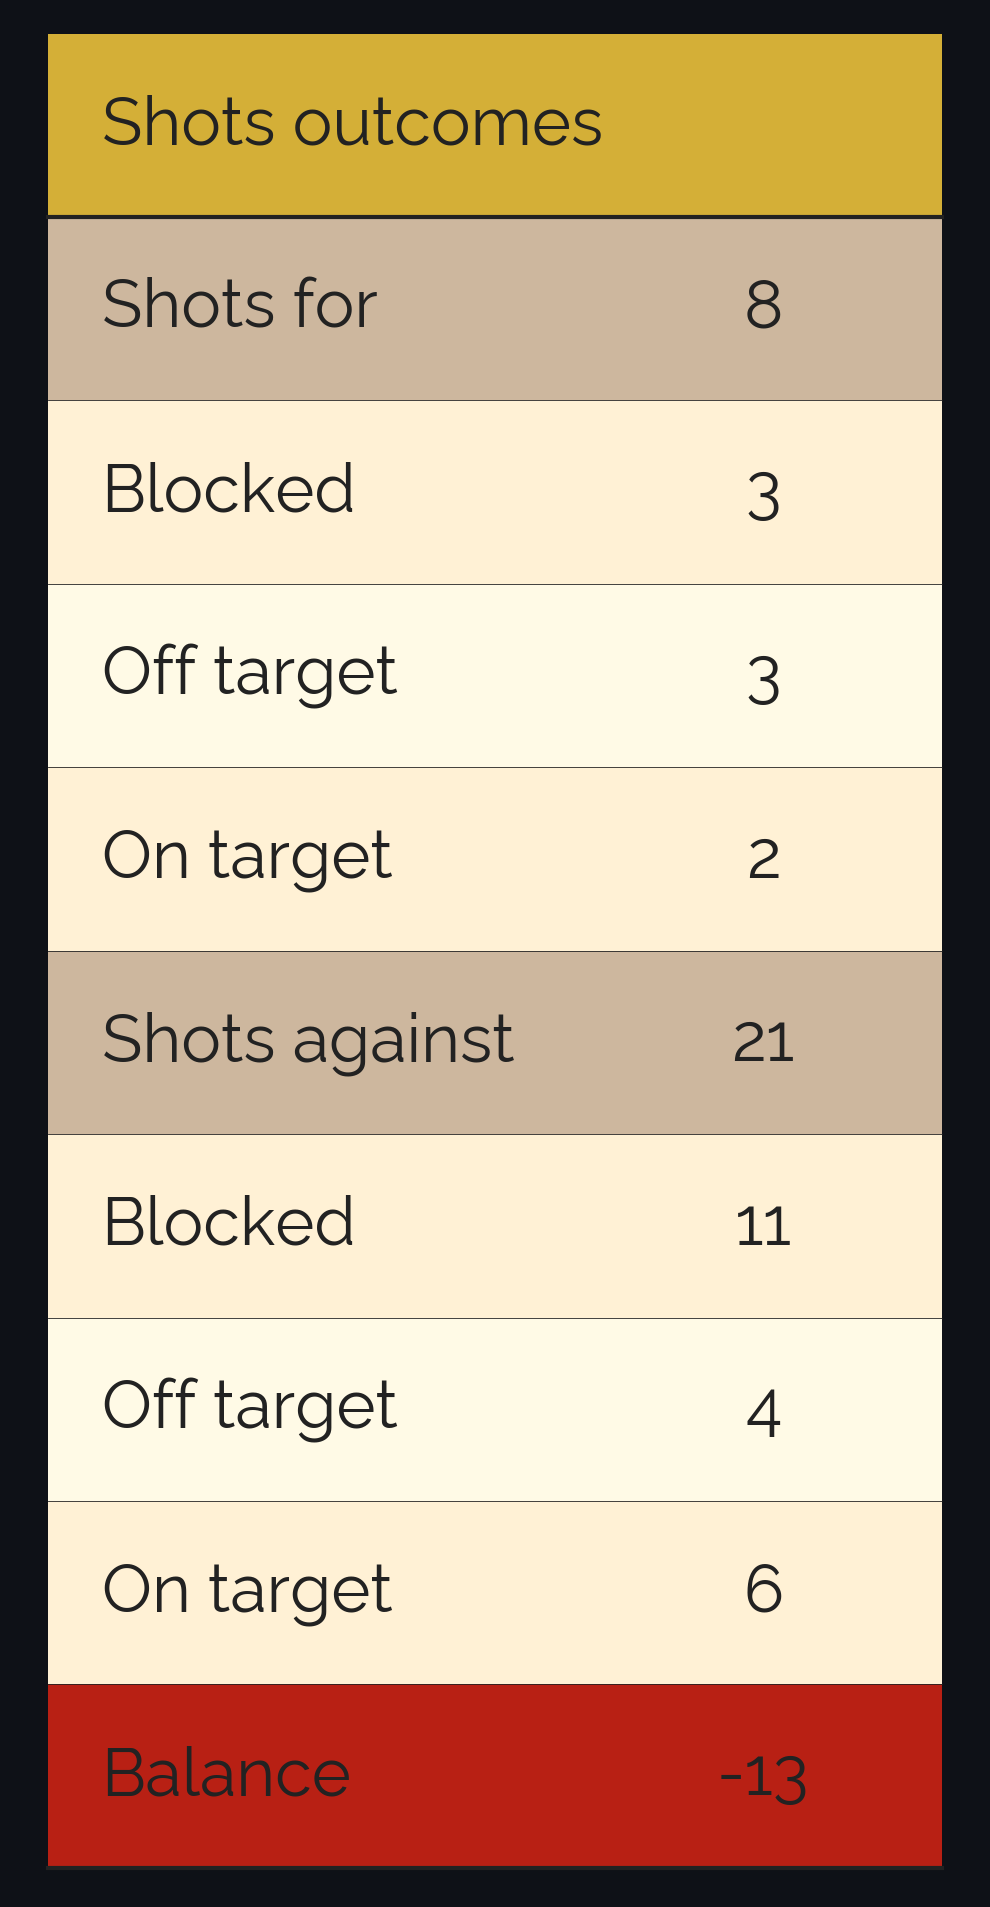 Shots outcomes
Shots for 8
Blocked 3
Off target 3
On target 2
Shots against 21
Blocked 11
Off target 4
On target 6
Balance -13